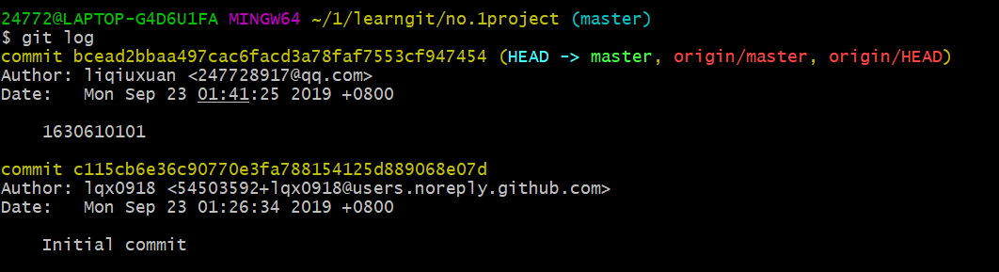 24772@LAPTOP-G4D6U1FA MINGW64 ~/1/learngit/no.1project (master)
$ git log
commit bcead2bbaa497cac6facd3a78faf7553cf947454 (HEAD -> master, origin/master, origin/HEAD)
Author: liqiuxuan <247728917@qq.com>
Date:   Mon Sep 23 01:41:25 2019 +0800
1630610101
commit c115cb6e36c90770e3fa788154125d889068e07d
Author: lqx0918 <54503592+lqx0918@users.noreply.github.com>
Date:   Mon Sep 23 01:26:34 2019 +0800
Initial commit